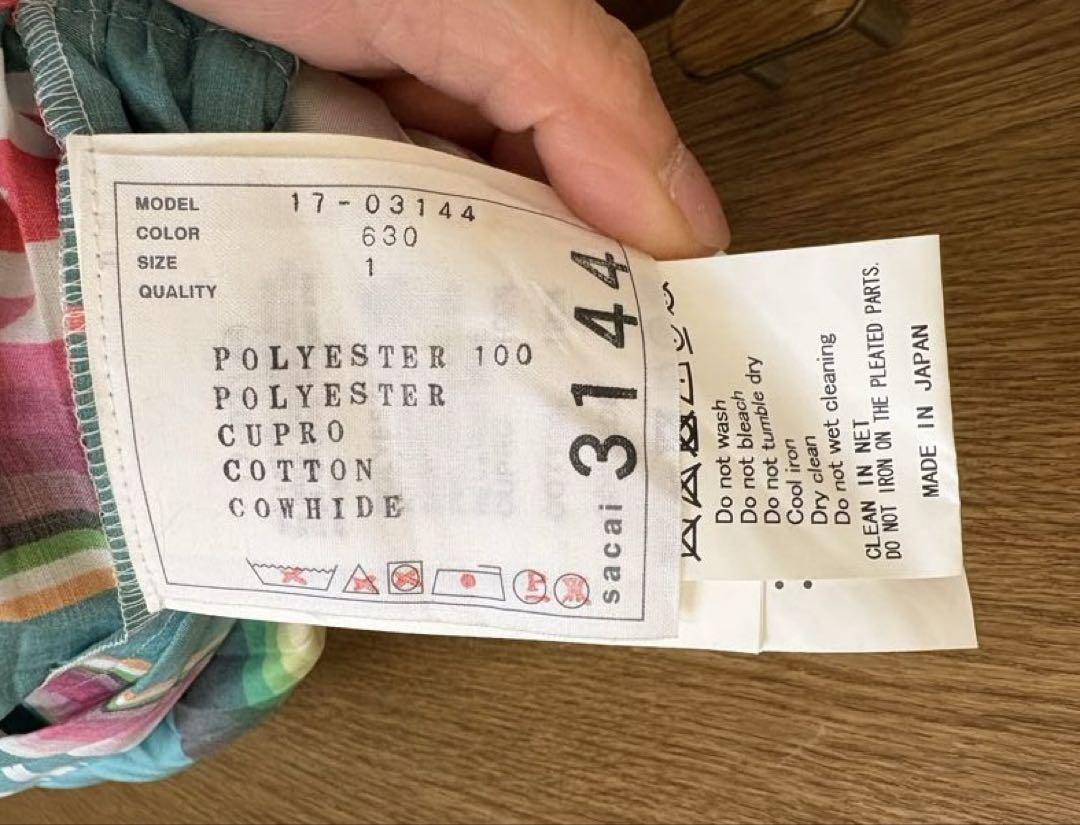 MODEL 17-03144
COLOR 630
SIZE 1
QUALITY
POLYESTER 100
POLYESTER
CUPRO
COTTON
COWHIDE
sacai 3144
Do not wash
Do not bleach
Do not tumble dry
Cool iron
Dry clean
Do not wet cleaning
CLEAN IN NET
DO NOT IRON ON THE PLEATED PARTS.
MADE IN JAPAN